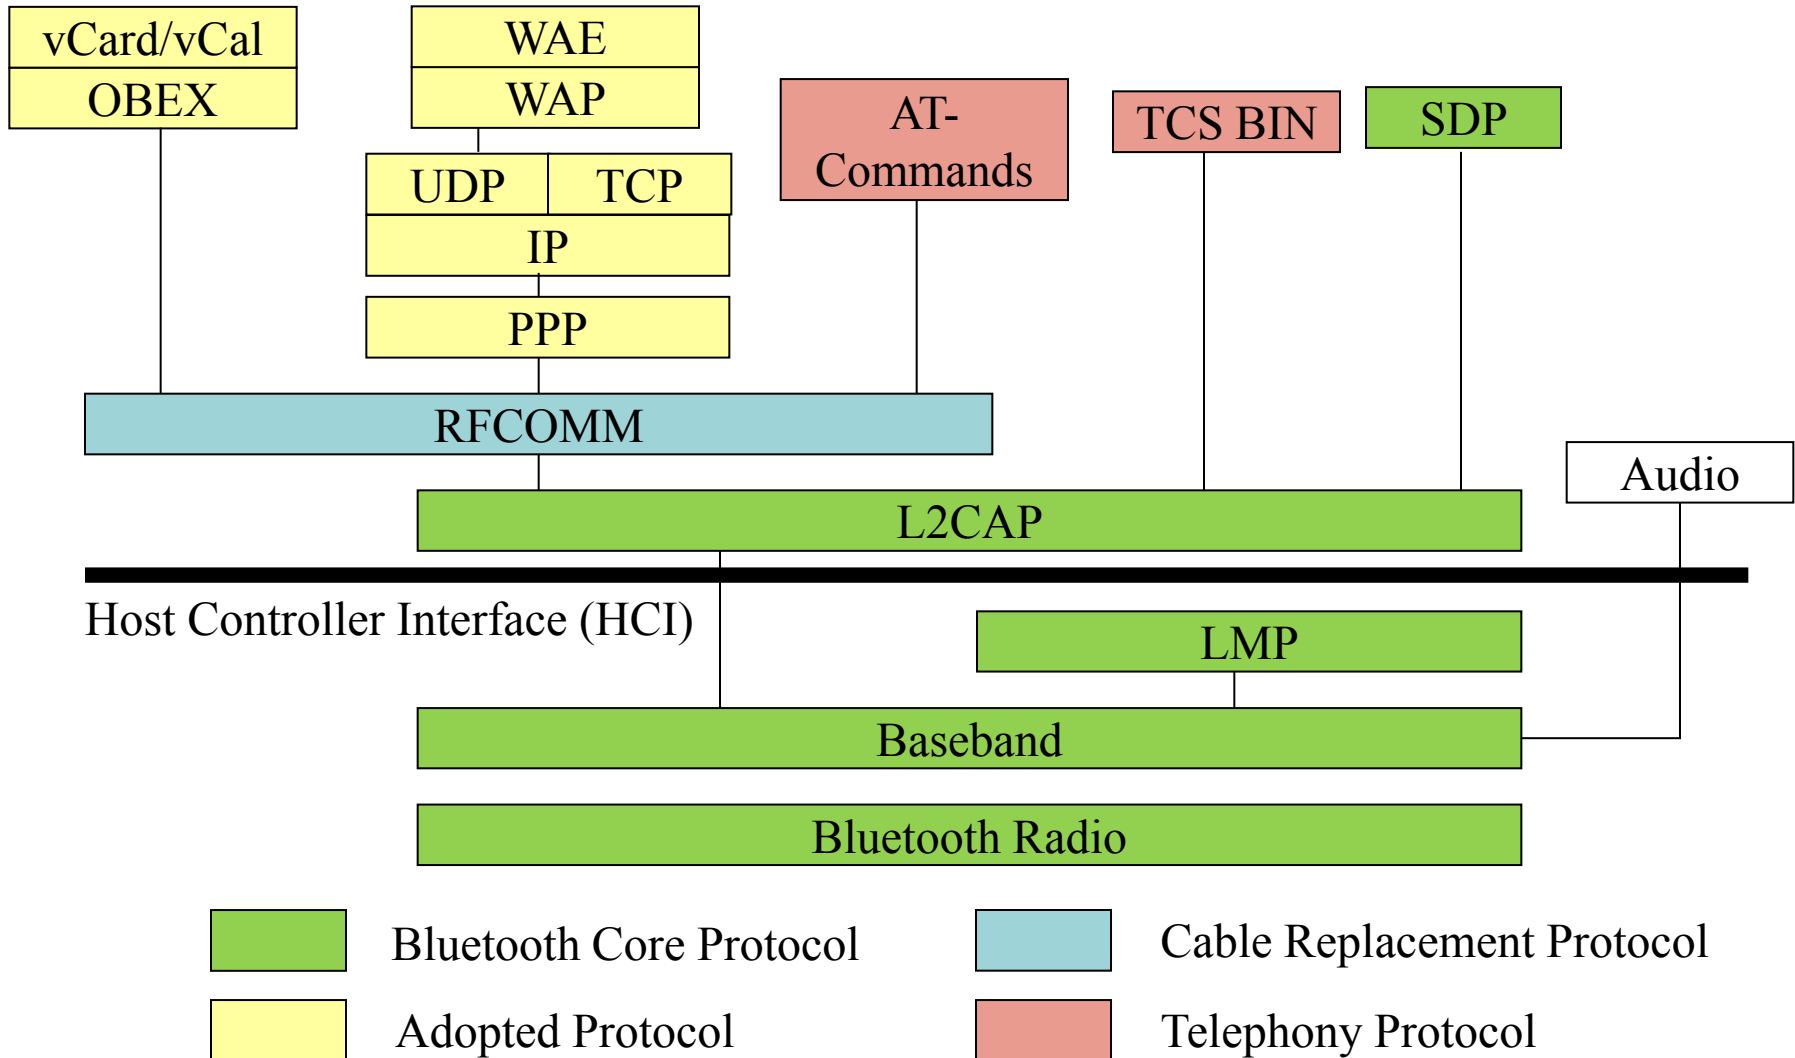 vCard/vCal
OBEX
WAE
WAP
UDP
TCP
IP
PPP
AT-
Commands
TCS BIN
SDP
RFCOMM
L2CAP
Audio
Host Controller Interface (HCI)
LMP
Baseband
Bluetooth Radio
Bluetooth Core Protocol
Cable Replacement Protocol
Adopted Protocol
Telephony Protocol